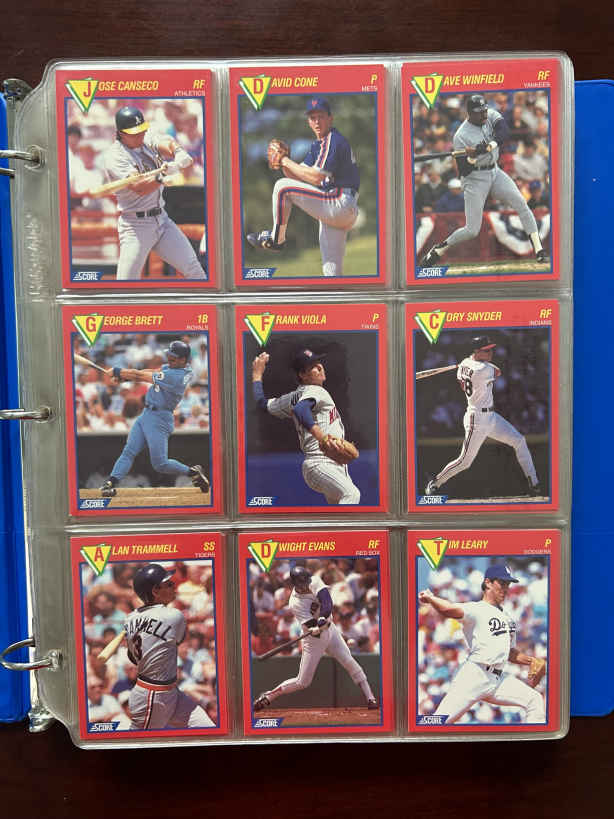 JOSE CANSECO RF
ATHLETICS
SCORE
DAVID CONE P
METS
SCORE
DAVE WINFIELD RF
YANKEES
SCORE
GEORGE BRETT 1B
ROYALS
SCORE
FRANK VIOLA P
TWINS
SCORE
CORY SNYDER RF
INDIANS
28
SCORE
ALAN TRAMMELL SS
TIGERS
3
SCORE
DWIGHT EVANS RF
RED SOX
SCORE
TIM LEARY P
DODGERS
SCORE